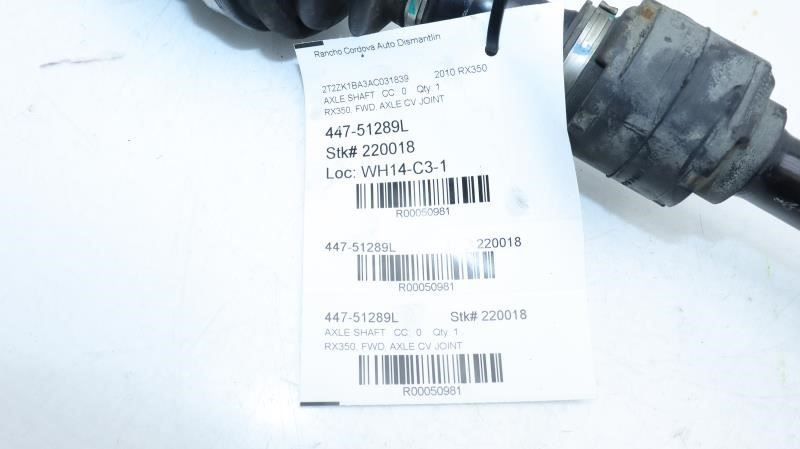 Rancho Cordova Auto Dismantlin
2T2ZK1BA3AC031839 2010 RX350
AXLE SHAFT CC: 0 Qty: 1
RX350, FWD, AXLE CV JOINT
447-51289L
Stk# 220018
Loc: WH14-C3-1
R00050981
447-51289L 220018
R00050981
447-51289L Stk# 220018
AXLE SHAFT CC: 0 Qty: 1
RX350, FWD, AXLE CV JOINT
R00050981